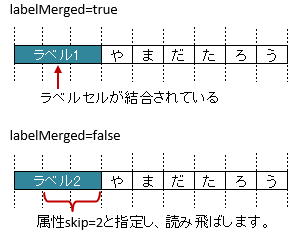 labelMerged=true
ラベル1 や ま だ た ろ う
ラベルセルが結合されている
labelMerged=false
ラベル2 や ま だ た ろ う
属性skip=2と指定し、読み飛ばします。